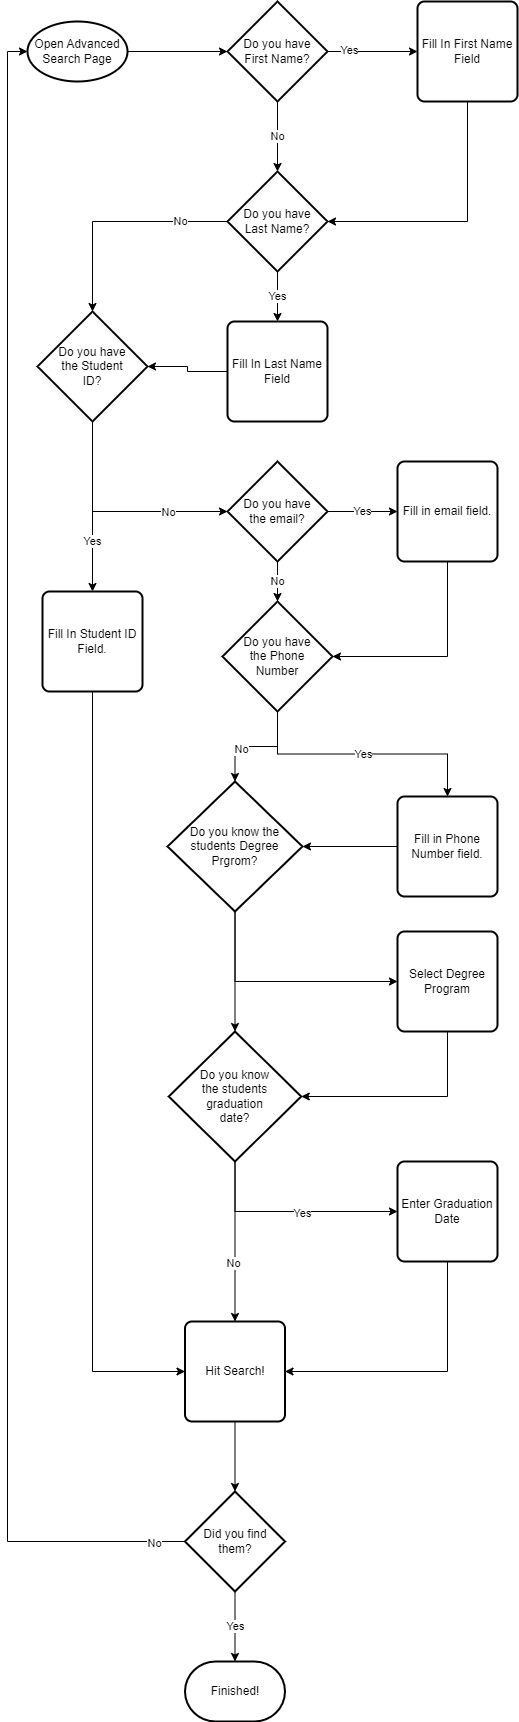 Open Advanced
Search Page
Do you have
First Name?
Yes
Fill In First Name
Field
No
Do you have
Last Name?
No
Yes
Do you have
the Student
ID?
Fill In Last Name
Field
No
Do you have
the email?
Yes
Fill in email field.
Yes
No
Fill In Student ID
Field.
Do you have
the Phone
Number
No
Yes
Do you know the
students Degree
Prgrom?
Fill in Phone
Number field.
Select Degree
Program
Do you know
the students
graduation
date?
Yes
Enter Graduation
Date
No
Hit Search!
Did you find
them?
No
Yes
Finished!